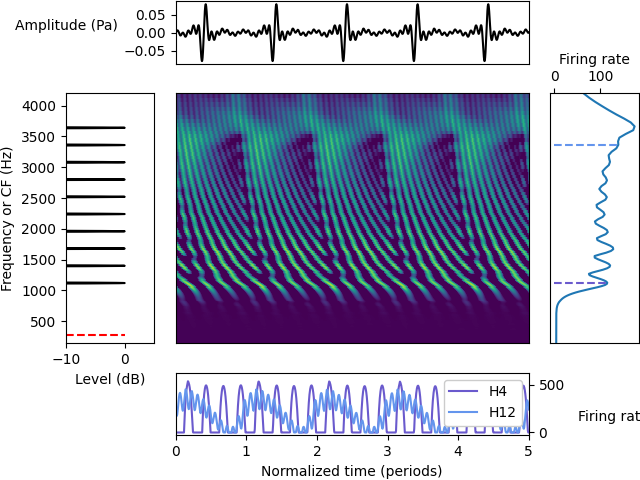 Amplitude (Pa)
0.05
0.00
−0.05
Firing rate
0 100
4000
3500
3000
2500
2000
1500
1000
500
Frequency or CF (Hz)
−10 0
Level (dB)
H4
H12
500
0
Firing rat
0 1 2 3 4 5
Normalized time (periods)